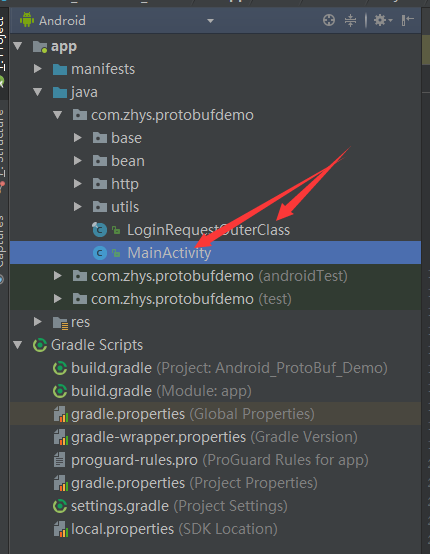 1: Project
Android
app
manifests
java
com.zhys.protobufdemo
base
bean
http
utils
LoginRequestOuterClass
MainActivity
com.zhys.protobufdemo (androidTest)
com.zhys.protobufdemo (test)
res
Gradle Scripts
build.gradle (Project: Android_ProtoBuf_Demo)
build.gradle (Module: app)
gradle.properties (Global Properties)
gradle-wrapper.properties (Gradle Version)
proguard-rules.pro (ProGuard Rules for app)
gradle.properties (Project Properties)
settings.gradle (Project Settings)
local.properties (SDK Location)
Structure
Captures